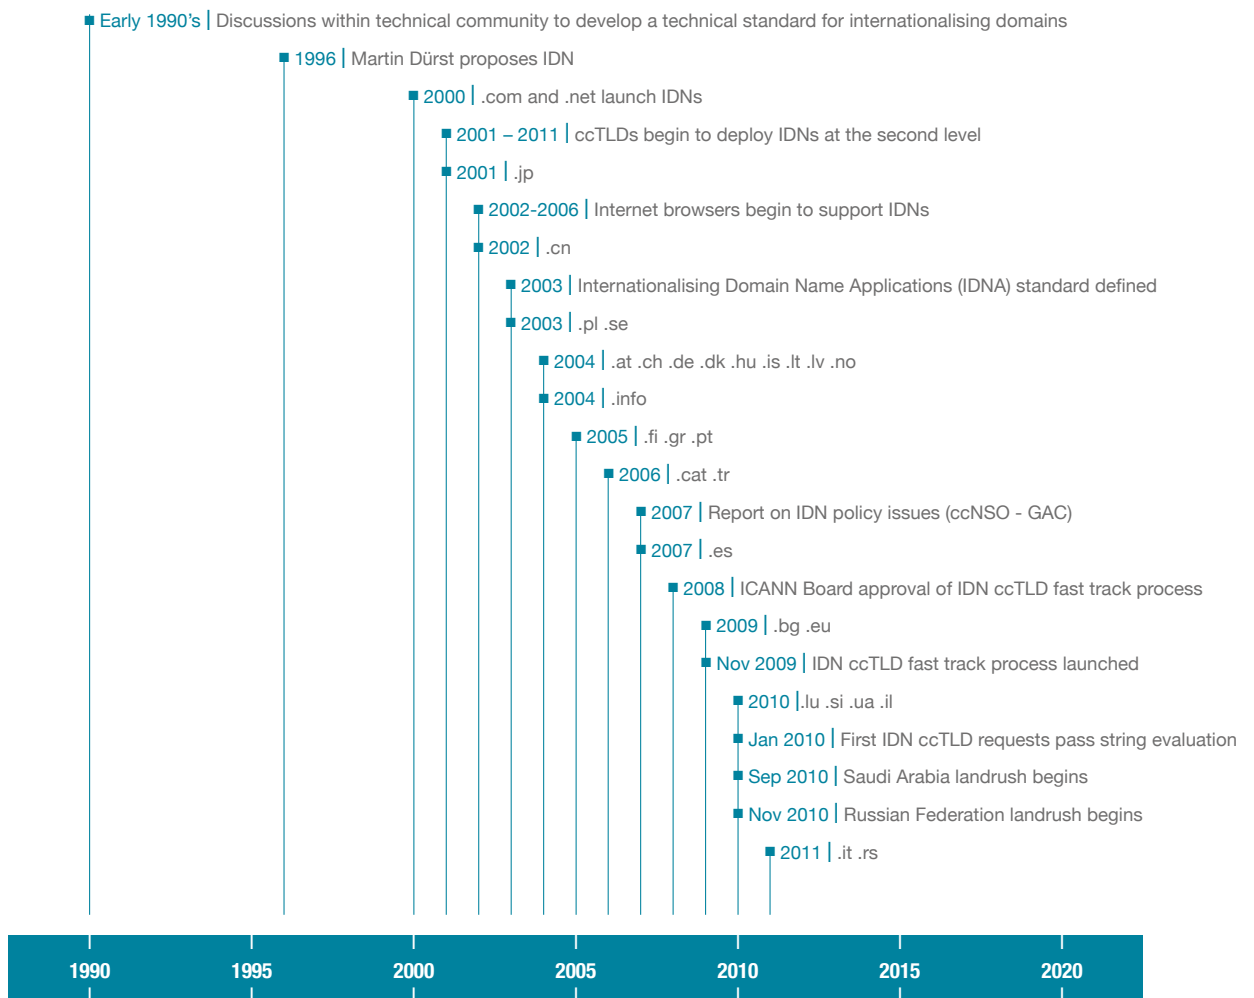 Early 1990's | Discussions within technical community to develop a technical standard for internationalising domains
1996 | Martin Dürst proposes IDN
2000 | .com and .net launch IDNs
2001 – 2011 | ccTLDs begin to deploy IDNs at the second level
2001 | .jp
2002-2006 | Internet browsers begin to support IDNs
2002 | .cn
2003 | Internationalising Domain Name Applications (IDNA) standard defined
2003 | .pl .se
2004 | .at .ch .de .dk .hu .is .lt .lv .no
2004 | .info
2005 | .fi .gr .pt
2006 | .cat .tr
2007 | Report on IDN policy issues (ccNSO - GAC)
2007 | .es
2008 | ICANN Board approval of IDN ccTLD fast track process
2009 | .bg .eu
Nov 2009 | IDN ccTLD fast track process launched
2010 |.lu .si .ua .il
Jan 2010 | First IDN ccTLD requests pass string evaluation
Sep 2010 | Saudi Arabia landrush begins
Nov 2010 | Russian Federation landrush begins
2011 | .it .rs
1990 1995 2000 2005 2010 2015 2020